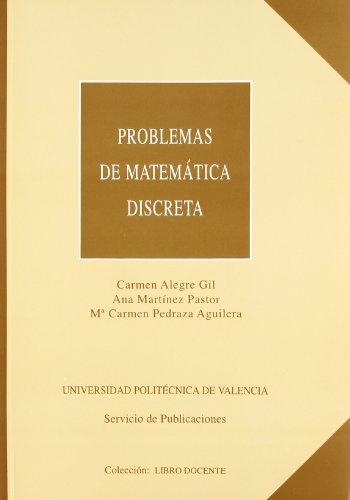 PROBLEMAS
DE MATEMÁTICA
DISCRETA
Carmen Alegre Gil
Ana Martínez Pastor
Mª Carmen Pedraza Aguilera
UNIVERSIDAD POLITÉCNICA DE VALENCIA
Servicio de Publicaciones
Colección: LIBRO DOCENTE